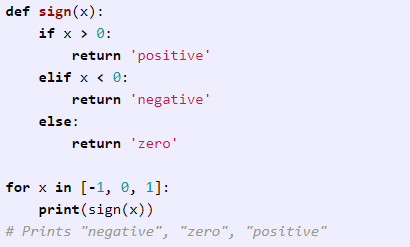 def sign(x):
    if x > 0:
        return 'positive'
    elif x < 0:
        return 'negative'
    else:
        return 'zero'

for x in [-1, 0, 1]:
    print(sign(x))
# Prints "negative", "zero", "positive"